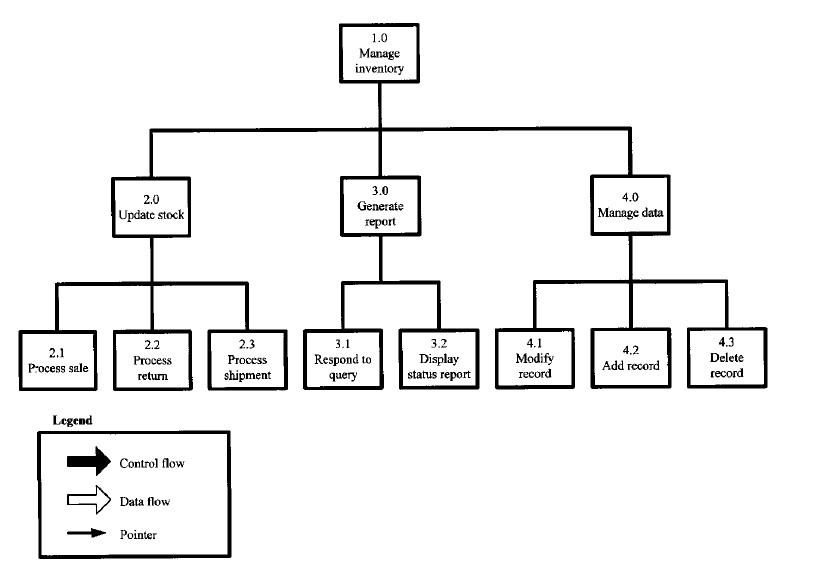 1.0
Manage
inventory
2.0
Update stock
3.0
Generate
report
4.0
Manage data
2.1
Process sale
2.2
Process
return
2.3
Process
shipment
3.1
Respond to
query
3.2
Display
status report
4.1
Modify
record
4.2
Add record
4.3
Delete
record
Legend
Control flow
Data flow
Pointer